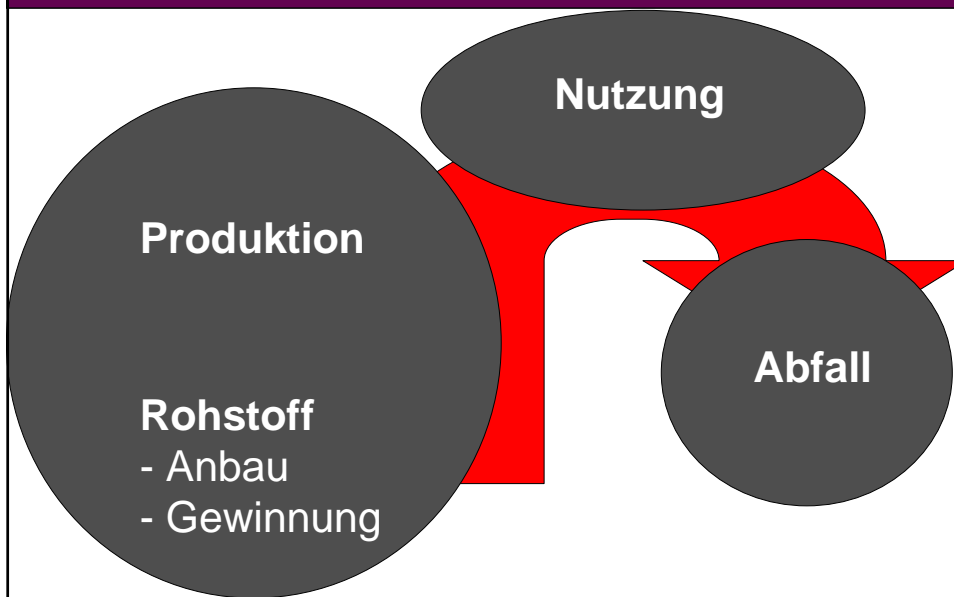 Nutzung
Produktion
Rohstoff
- Anbau
- Gewinnung
Abfall